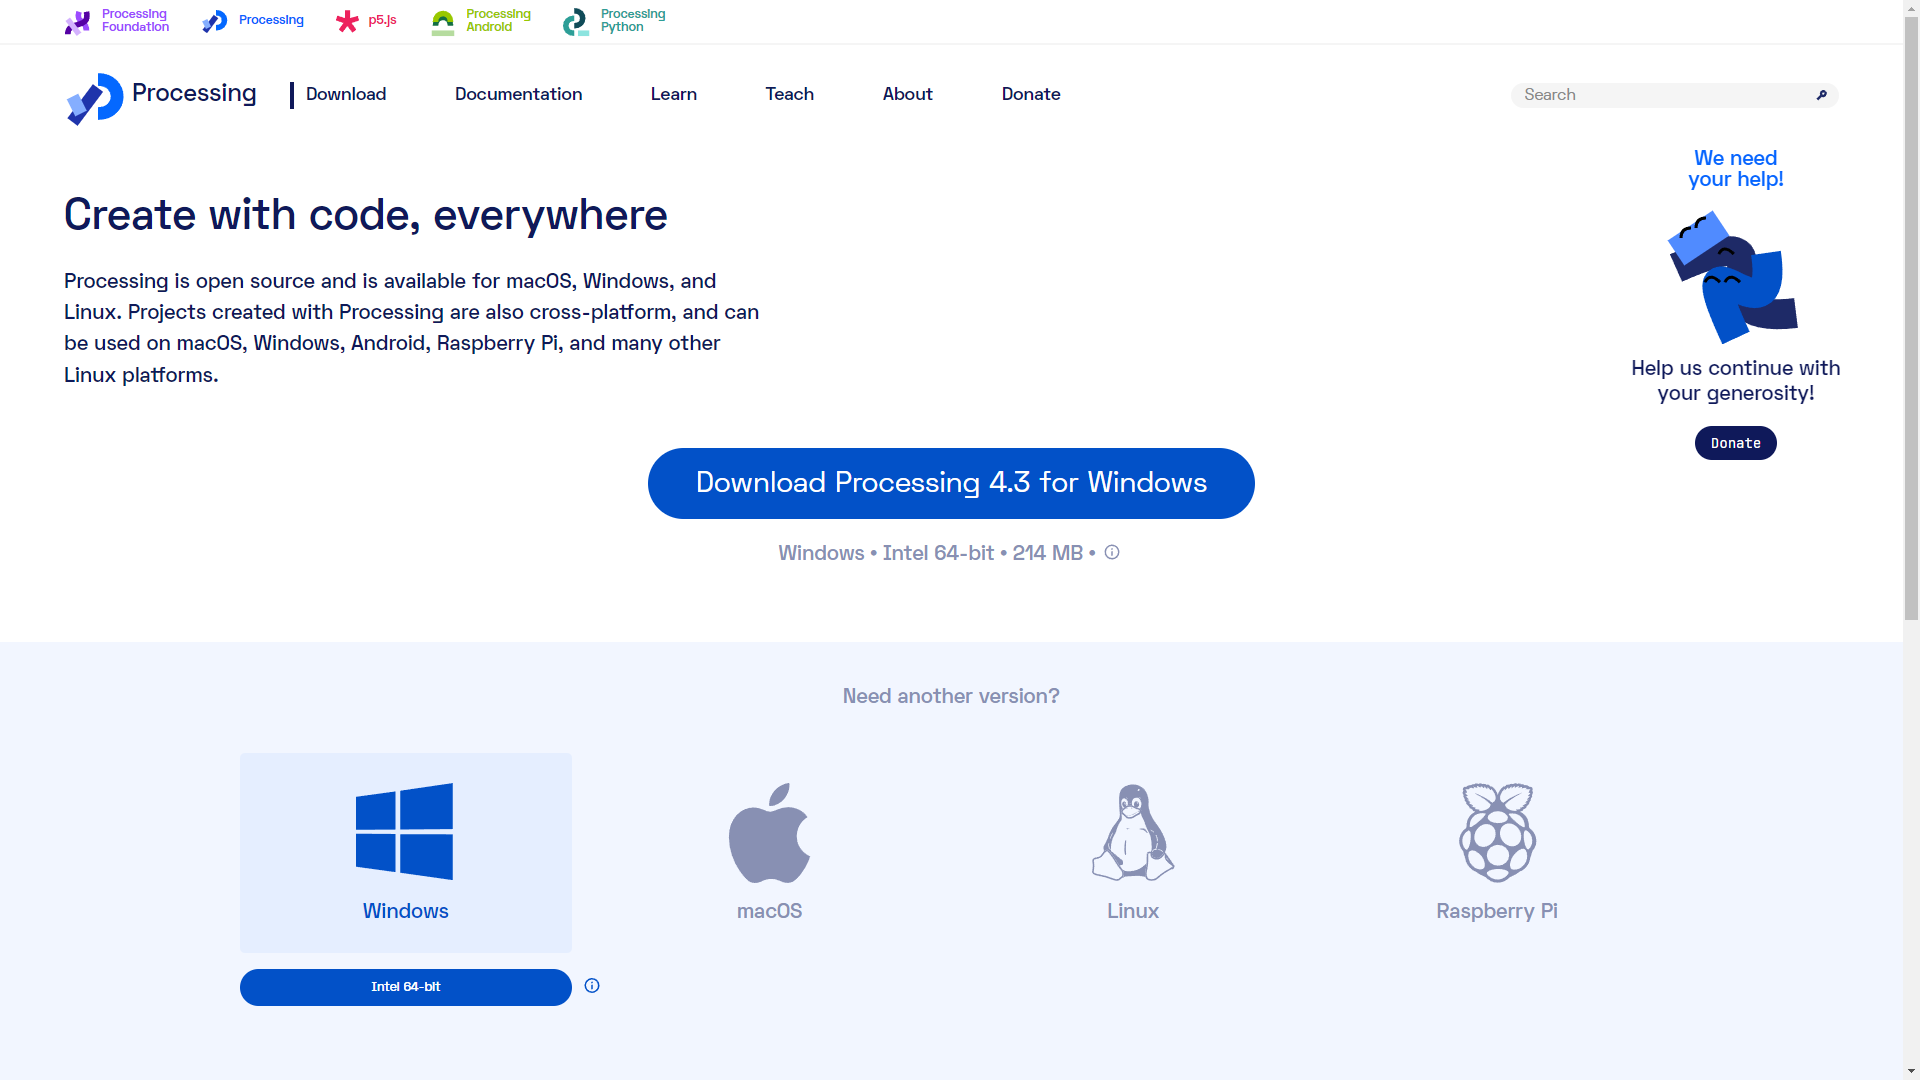 Processing
Foundation
Processing
p5.js
Processing
Android
Processing
Python
Processing
Download
Documentation
Learn
Teach
About
Donate
Search
We need
your help!
Create with code, everywhere
Processing is open source and is available for macOS, Windows, and
Linux. Projects created with Processing are also cross-platform, and can
be used on macOS, Windows, Android, Raspberry Pi, and many other
Linux platforms.
Help us continue with
your generosity!
Donate
Download Processing 4.3 for Windows
Windows • Intel 64-bit • 214 MB •
Need another version?
Windows
macOS
Linux
Raspberry Pi
Intel 64-bit